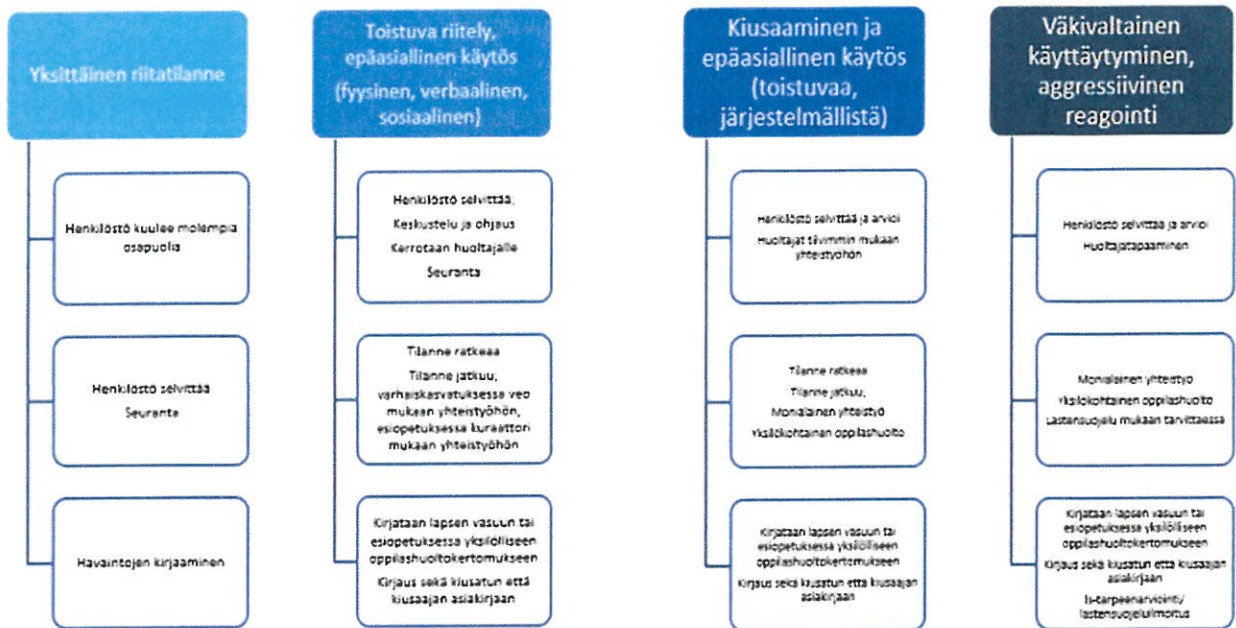 Yksittäinen riitatilanne
Henkilöstö kuulee molempia
osapuolia
Henkilöstö selvittää
Seuranta
Havaintojen kirjaaminen
Toistuva riitely,
epäasiallinen käytös
(fyysinen, verbaalinen,
sosiaalinen)
Henkilöstö selvittää;
Keskustelu ja ohjaus
Kerrotaan huoltajalle
Seuranta
Tilanne ratkeaa
Tilanne jatkuu;
varhaiskasvatuksessa veo
mukaan yhteistyöhön,
esiopetuksessa kuraattori
mukaan yhteistyöhön
Kirjataan lapsen vasuun tai
esiopetuksessa yksilölliseen
oppilashuoltokertomukseen
Kirjaus sekä kiusatun että
kiusaajan asiakirjaan
Kiusaaminen ja
epäasiallinen käytös
(toistuvaa,
järjestelmällistä)
Henkilöstö selvittää ja arvioi
Huoltajat tiiviimmin mukaan
yhteistyöhön
Tilanne ratkeaa
Tilanne jatkuu;
Monialainen yhteistyö
Yksilökohtainen oppilashuolto
Kirjataan lapsen vasuun tai
esiopetuksessa yksilölliseen
oppilashuoltokertomukseen
Kirjaus sekä kiusatun että kiusaajan
asiakirjaan
Väkivaltainen
käyttäytyminen,
aggressiivinen
reagointi
Henkilöstö selvittää ja arvioi
Huoltajatapaaminen
Monialainen yhteistyö
Yksilökohtainen oppilashuolto
Lastensuojelu mukaan tarvittaessa
Kirjataan lapsen vasuun tai
esiopetuksessa yksilölliseen
oppilashuoltokertomukseen
Kirjaus sekä kiusatun että kiusaajan
asiakirjaan
ls-tarpeenarviointi/
lastensuojeluilmoitus